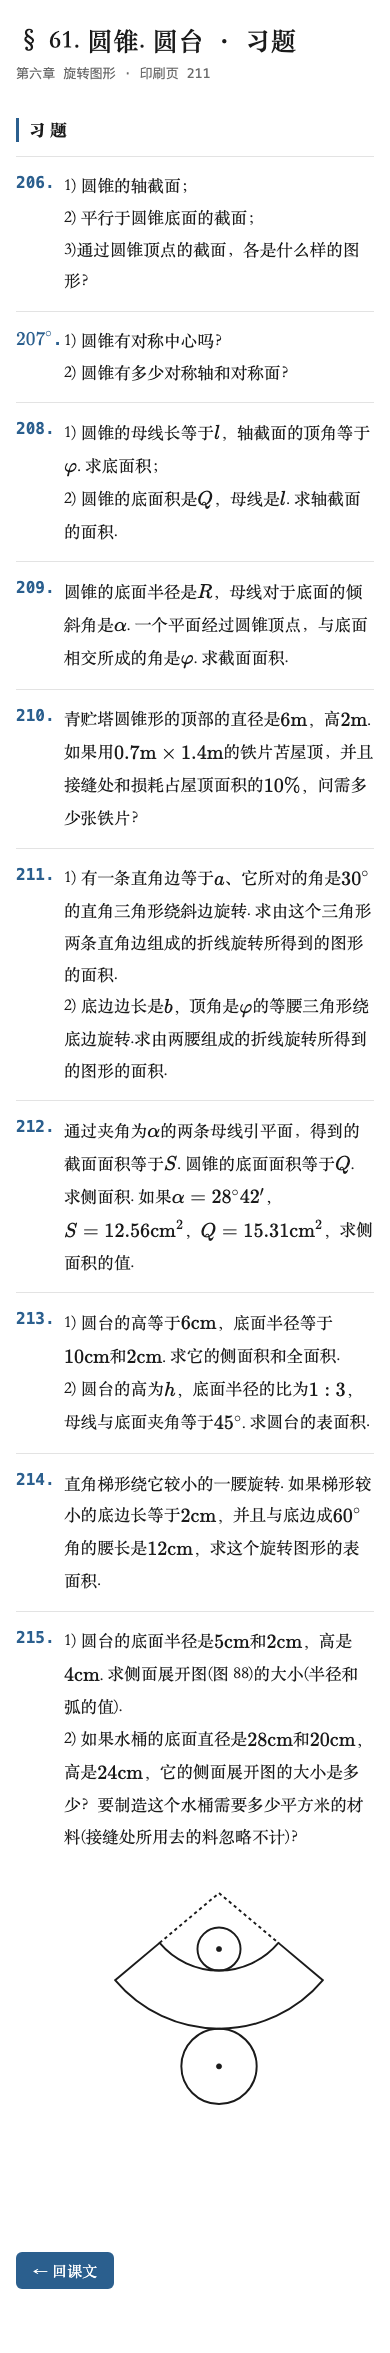 § 61. 圆锥. 圆台 · 习题
第六章 旋转图形 · 印刷页 211
习题
206. 1) 圆锥的轴截面；
2) 平行于圆锥底面的截面；
3)通过圆锥顶点的截面，各是什么样的图
形?
207°. 1) 圆锥有对称中心吗?
2) 圆锥有多少对称轴和对称面?
208. 1) 圆锥的母线长等于l，轴截面的顶角等于
φ. 求底面积；
2) 圆锥的底面积是Q，母线是l. 求轴截面
的面积.
209. 圆锥的底面半径是R，母线对于底面的倾
斜角是α. 一个平面经过圆锥顶点，与底面
相交所成的角是φ. 求截面面积.
210. 青贮塔圆锥形的顶部的直径是6m，高2m.
如果用0.7m × 1.4m的铁片苫屋顶，并且
接缝处和损耗占屋顶面积的10%，问需多
少张铁片?
211. 1) 有一条直角边等于a、它所对的角是30°
的直角三角形绕斜边旋转. 求由这个三角形
两条直角边组成的折线旋转所得到的图形
的面积.
2) 底边边长是b，顶角是φ的等腰三角形绕
底边旋转.求由两腰组成的折线旋转所得到
的图形的面积.
212. 通过夹角为α的两条母线引平面，得到的
截面面积等于S. 圆锥的底面面积等于Q.
求侧面积. 如果α = 28°42′，
S = 12.56cm²，Q = 15.31cm²，求侧
面积的值.
213. 1) 圆台的高等于6cm，底面半径等于
10cm和2cm. 求它的侧面积和全面积.
2) 圆台的高为h，底面半径的比为1 : 3，
母线与底面夹角等于45°. 求圆台的表面积.
214. 直角梯形绕它较小的一腰旋转. 如果梯形较
小的底边长等于2cm，并且与底边成60°
角的腰长是12cm，求这个旋转图形的表
面积.
215. 1) 圆台的底面半径是5cm和2cm，高是
4cm. 求侧面展开图(图 88)的大小(半径和
弧的值).
2) 如果水桶的底面直径是28cm和20cm，
高是24cm，它的侧面展开图的大小是多
少? 要制造这个水桶需要多少平方米的材
料(接缝处所用去的料忽略不计)?
← 回课文